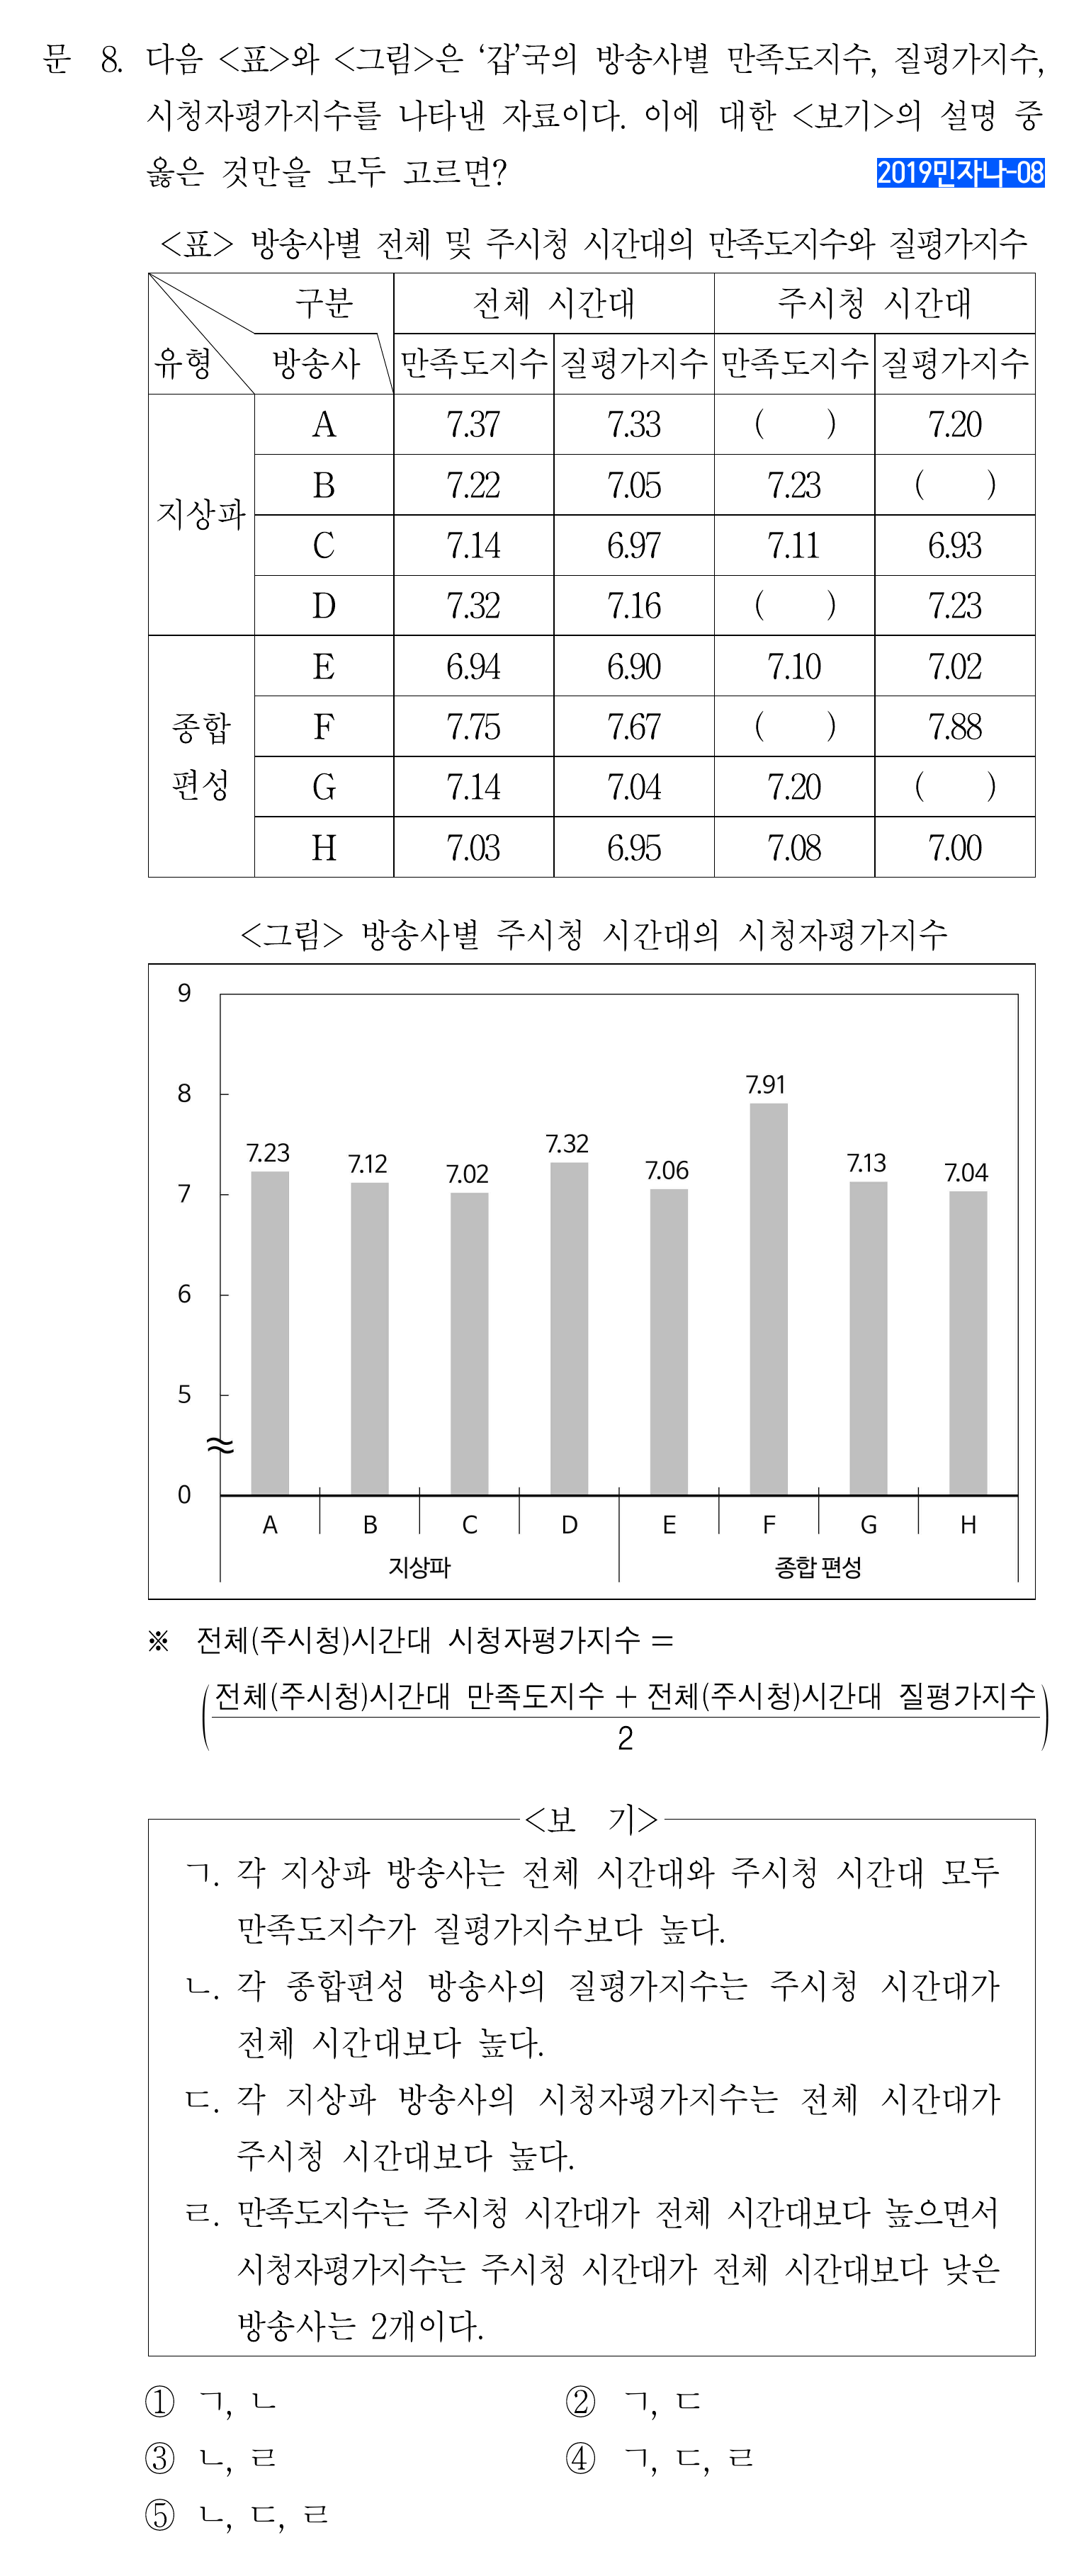 문 8. 다음 <표>와 <그림>은 ‘갑’국의 방송사별 만족도지수, 질평가지수,
시청자평가지수를 나타낸 자료이다. 이에 대한 <보기>의 설명 중
옳은 것만을 모두 고르면?
2019민자나-08
<표> 방송사별 전체 및 주시청 시간대의 만족도지수와 질평가지수
구분 전체 시간대 주시청 시간대
유형 방송사 만족도지수 질평가지수 만족도지수 질평가지수
지상파
A 7.37 7.33 ( ) 7.20
B 7.22 7.05 7.23 ( )
C 7.14 6.97 7.11 6.93
D 7.32 7.16 ( ) 7.23
종합
편성
E 6.94 6.90 7.10 7.02
F 7.75 7.67 ( ) 7.88
G 7.14 7.04 7.20 ( )
H 7.03 6.95 7.08 7.00
<그림> 방송사별 주시청 시간대의 시청자평가지수
9
8
7
6
5
0
7.23 7.12 7.02 7.32 7.06 7.91 7.13 7.04
A B C D E F G H
지상파 종합 편성
※ 전체(주시청)시간대 시청자평가지수 =
(전체(주시청)시간대 만족도지수 + 전체(주시청)시간대 질평가지수)
2
<보 기>
ㄱ. 각 지상파 방송사는 전체 시간대와 주시청 시간대 모두
만족도지수가 질평가지수보다 높다.
ㄴ. 각 종합편성 방송사의 질평가지수는 주시청 시간대가
전체 시간대보다 높다.
ㄷ. 각 지상파 방송사의 시청자평가지수는 전체 시간대가
주시청 시간대보다 높다.
ㄹ. 만족도지수는 주시청 시간대가 전체 시간대보다 높으면서
시청자평가지수는 주시청 시간대가 전체 시간대보다 낮은
방송사는 2개이다.
① ㄱ, ㄴ ② ㄱ, ㄷ
③ ㄴ, ㄹ ④ ㄱ, ㄷ, ㄹ
⑤ ㄴ, ㄷ, ㄹ